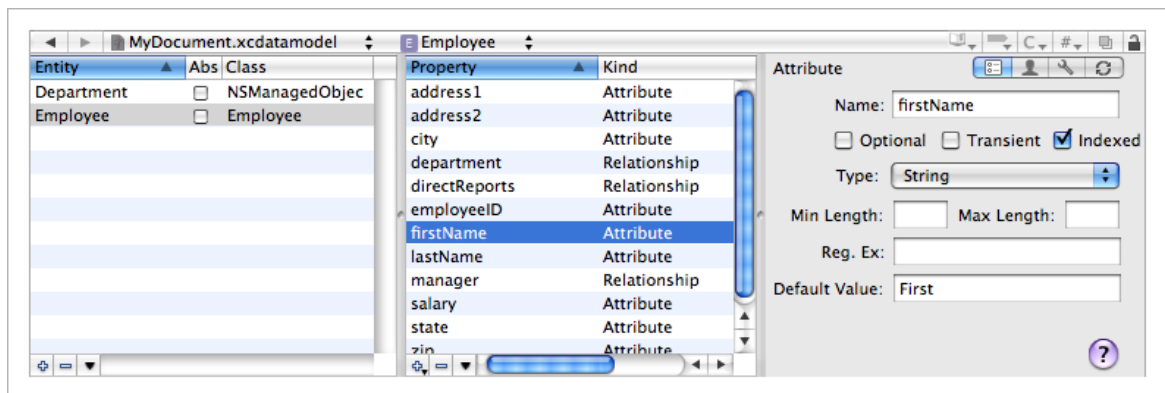 MyDocument.xcdatamodel
E Employee
C
#
Entity
Abs
Class
Department
NSManagedObjec
Employee
Employee
Property
Kind
address1 Attribute
address2 Attribute
city Attribute
department Relationship
directReports Relationship
employeeID Attribute
firstName Attribute
lastName Attribute
manager Relationship
salary Attribute
state Attribute
zip Attribute
Attribute
Name: firstName
Optional Transient Indexed
Type: String
Min Length: Max Length:
Reg. Ex:
Default Value: First
?